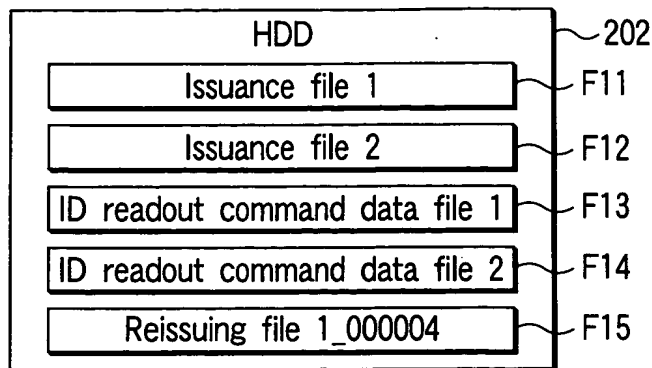 HDD 202
Issuance file 1 F11
Issuance file 2 F12
ID readout command data file 1 F13
ID readout command data file 2 F14
Reissuing file 1_000004 F15